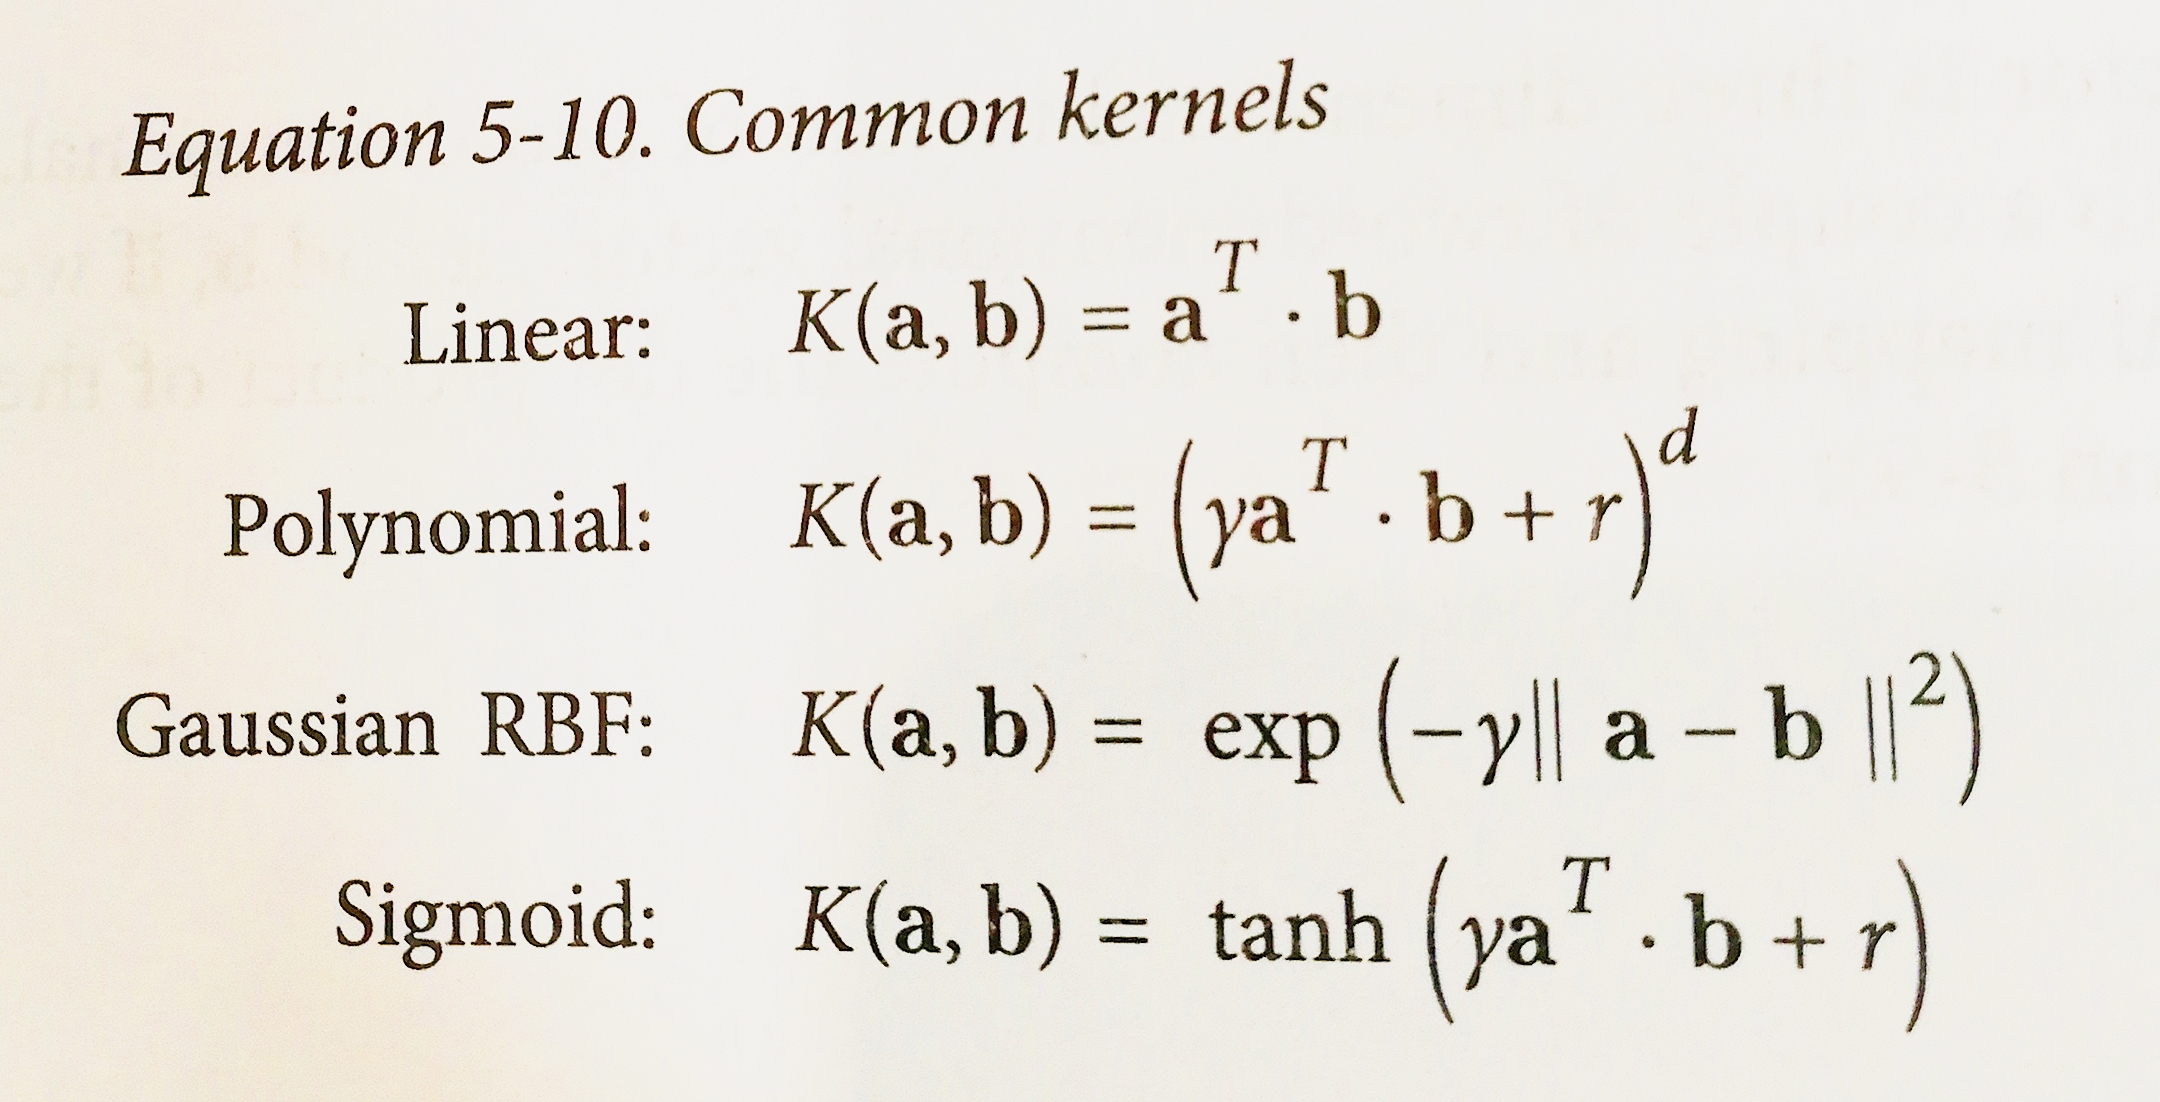 Equation 5-10. Common kernels
Linear: K(a, b) = a^T · b
Polynomial: K(a, b) = (γa^T · b + r)^d
Gaussian RBF: K(a, b) = exp (−γ‖ a − b ‖^2)
Sigmoid: K(a, b) = tanh (γa^T · b + r)